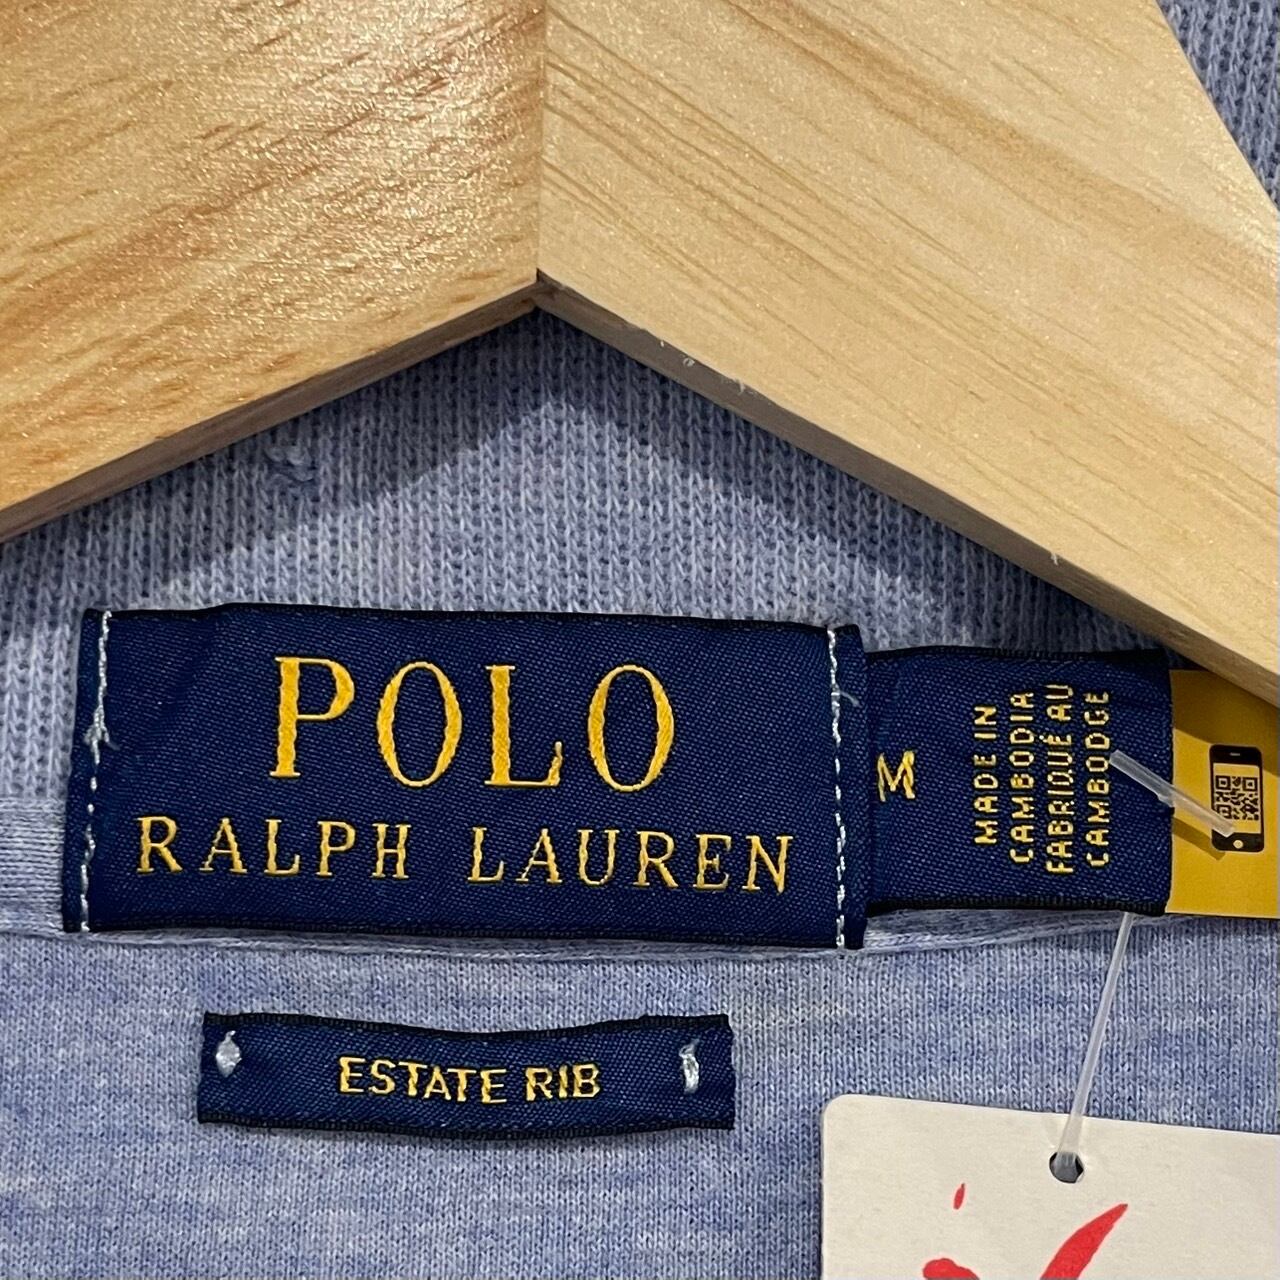 POLO
RALPH LAUREN
M
MADE IN
CAMBODIA
FABRIQUÉ AU
CAMBODGE
ESTATE RIB